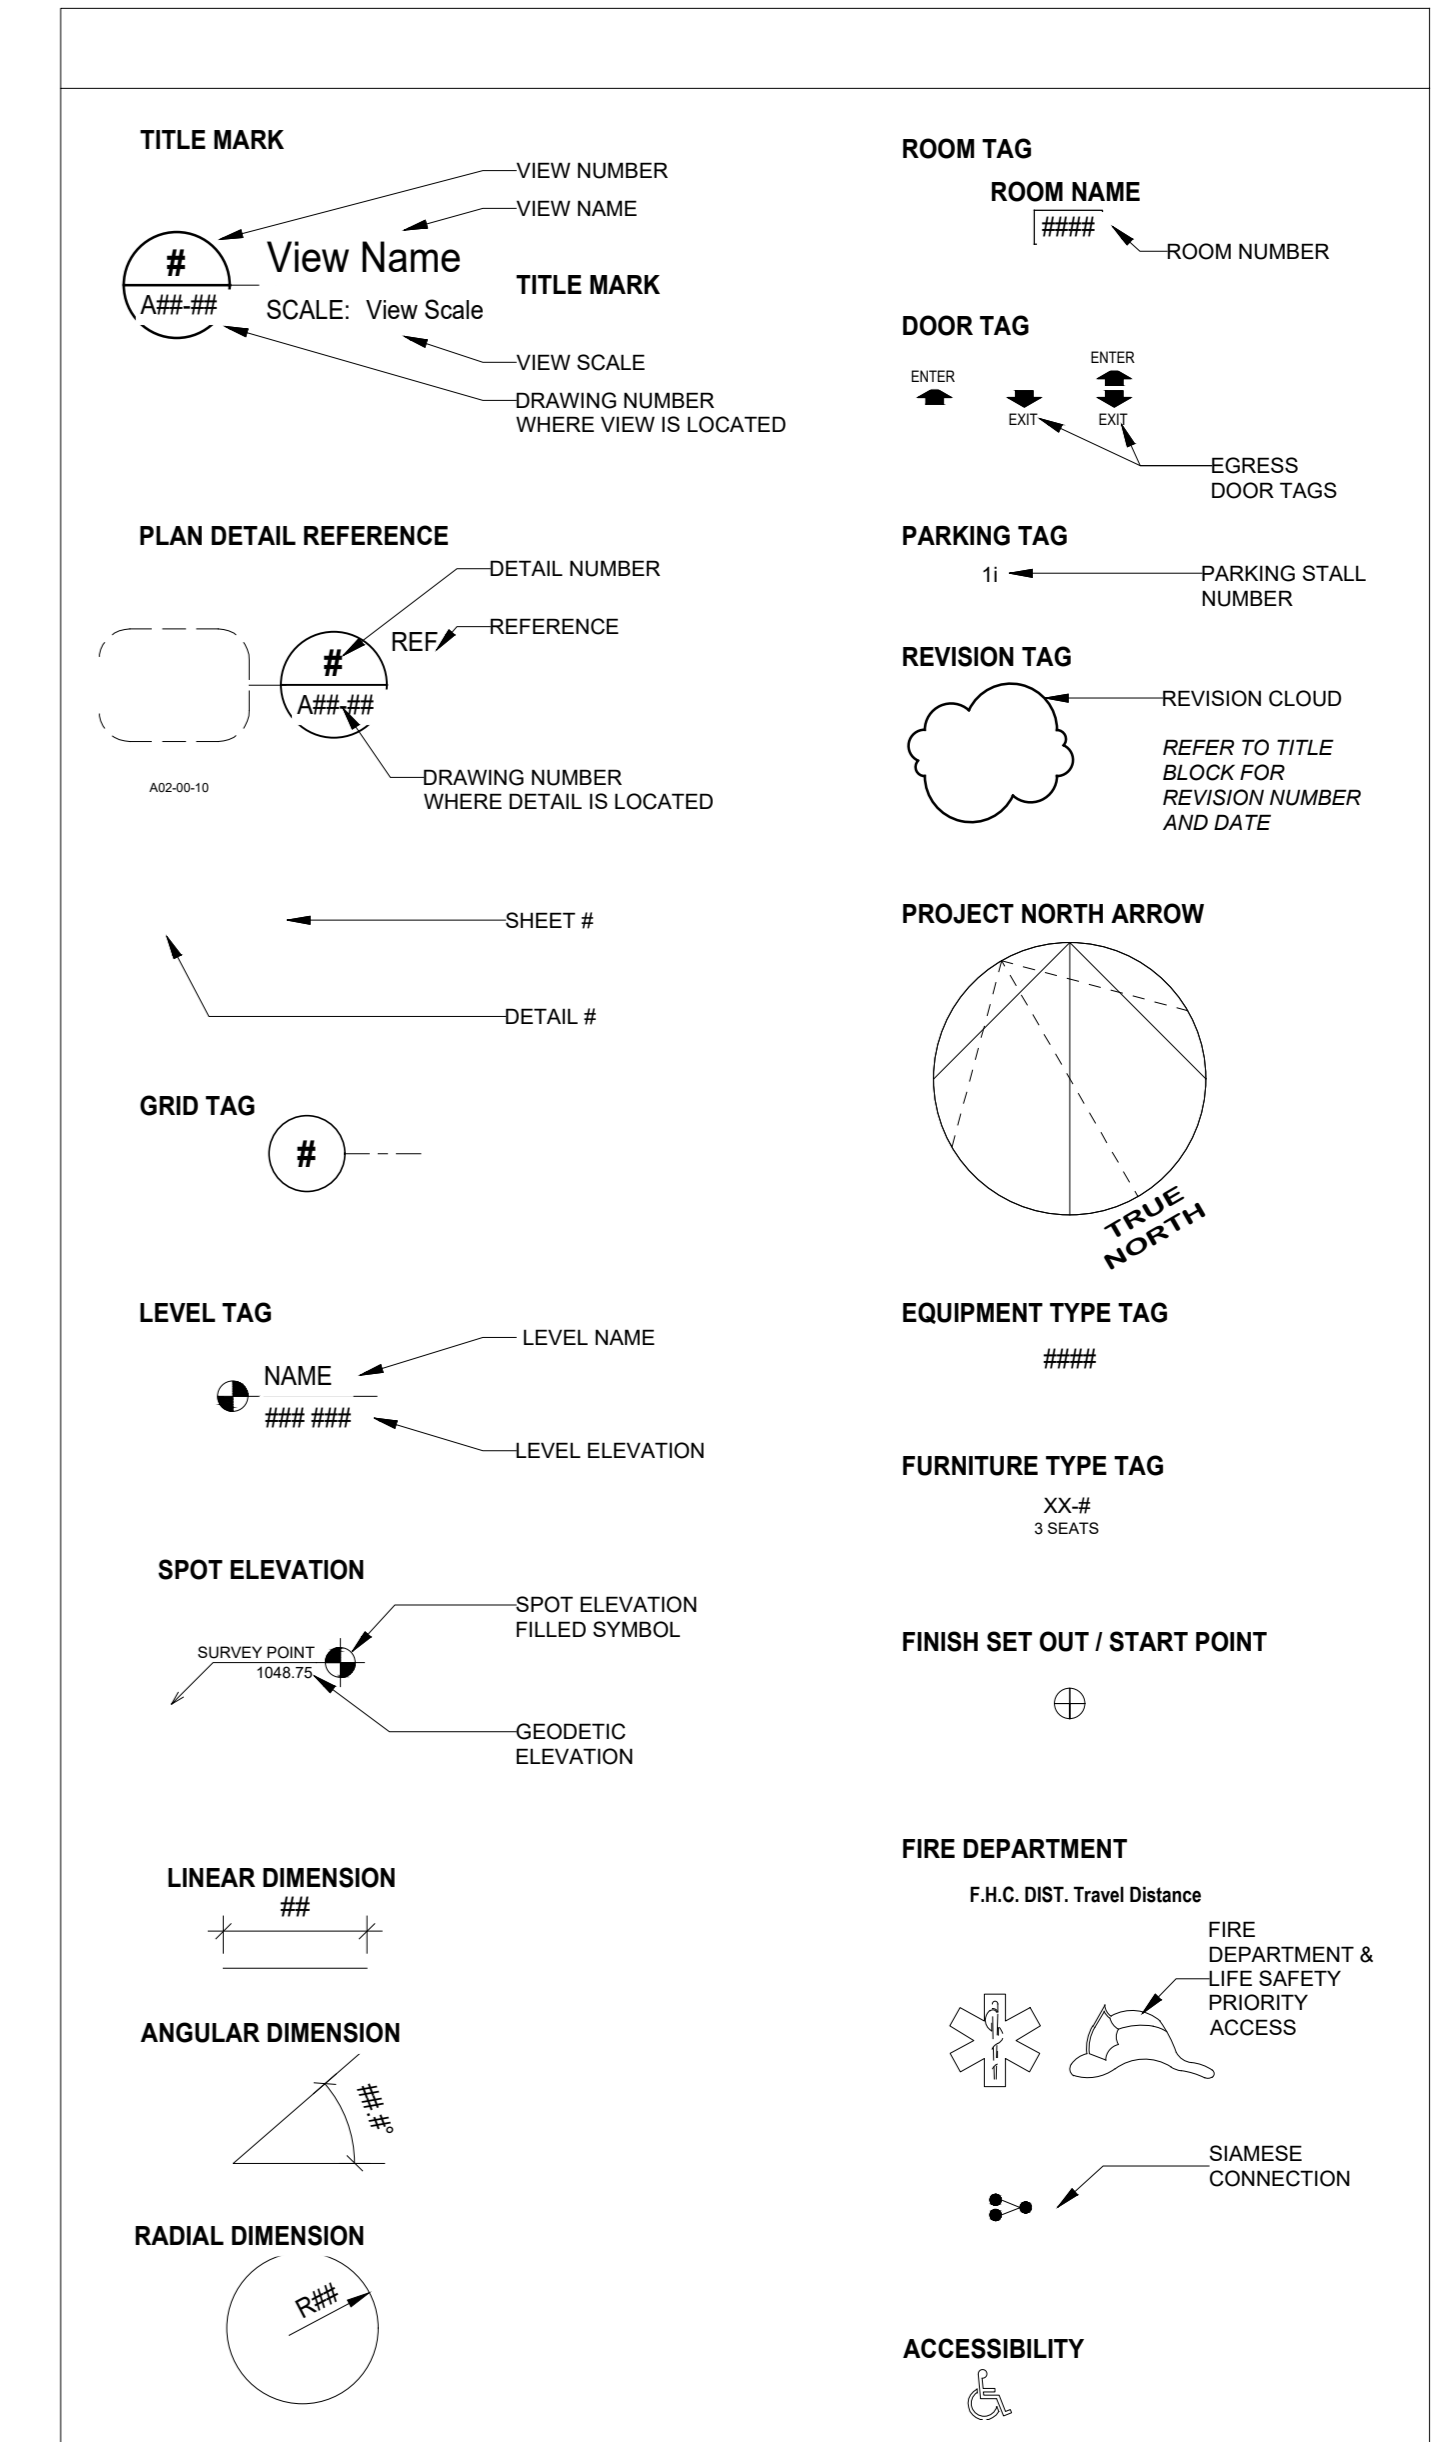 TITLE MARK
VIEW NUMBER
VIEW NAME
#
View Name
A##-##
SCALE: View Scale
TITLE MARK
VIEW SCALE
DRAWING NUMBER
WHERE VIEW IS LOCATED
PLAN DETAIL REFERENCE
DETAIL NUMBER
REFERENCE
REF
#
A##-##
DRAWING NUMBER
WHERE DETAIL IS LOCATED
A02-00-10
SHEET #
DETAIL #
GRID TAG
#
LEVEL TAG
LEVEL NAME
NAME
### ###
LEVEL ELEVATION
SPOT ELEVATION
SPOT ELEVATION
FILLED SYMBOL
SURVEY POINT
1048.75
GEODETIC
ELEVATION
LINEAR DIMENSION
##
ANGULAR DIMENSION
##.#°
RADIAL DIMENSION
R##
ROOM TAG
ROOM NAME
####
ROOM NUMBER
DOOR TAG
ENTER
ENTER
EXIT
EXIT
EGRESS
DOOR TAGS
PARKING TAG
1i
PARKING STALL
NUMBER
REVISION TAG
REVISION CLOUD
REFER TO TITLE
BLOCK FOR
REVISION NUMBER
AND DATE
PROJECT NORTH ARROW
TRUE
NORTH
EQUIPMENT TYPE TAG
####
FURNITURE TYPE TAG
XX-#
3 SEATS
FINISH SET OUT / START POINT
FIRE DEPARTMENT
F.H.C. DIST. Travel Distance
FIRE
DEPARTMENT &
LIFE SAFETY
PRIORITY
ACCESS
SIAMESE
CONNECTION
ACCESSIBILITY